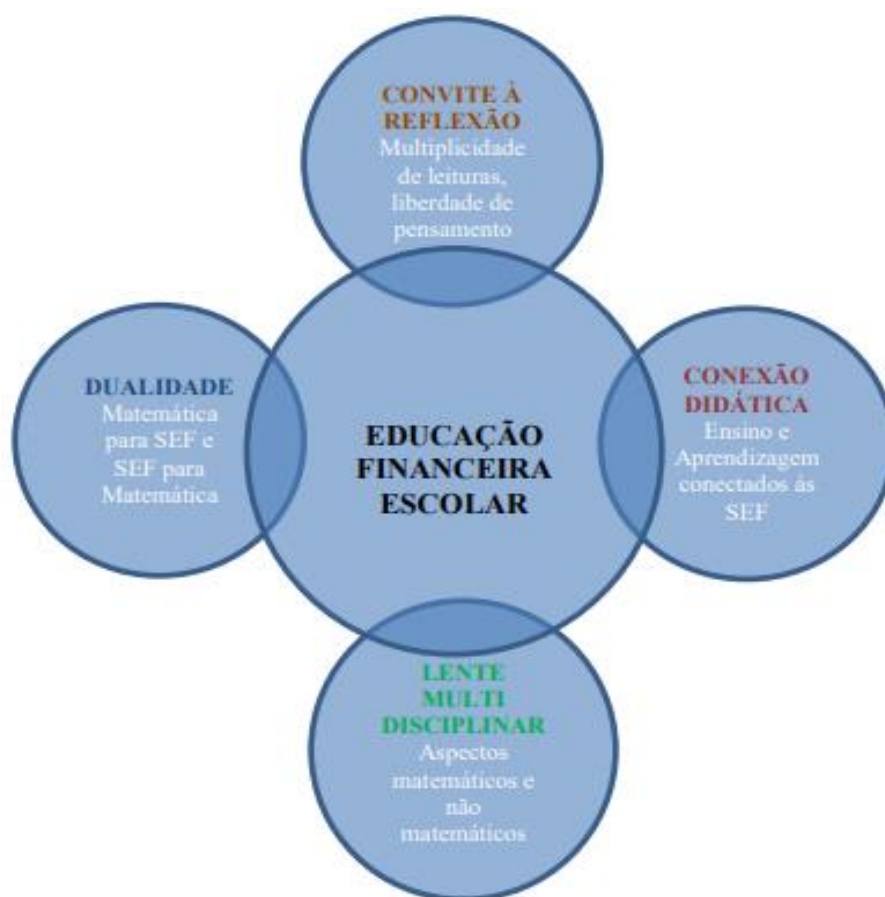 CONVITE À
REFLEXÃO
Multiplicidade
de leituras,
liberdade de
pensamento
DUALIDADE
Matemática
para SEF e
SEF para
Matemática
EDUCAÇÃO
FINANCEIRA
ESCOLAR
CONEXÃO
DIDÁTICA
Ensino e
Aprendizagem
conectados ás
SEF
LENTE
MULTI
DISCIPLINAR
Aspectos
matemáticos e
não
matemáticos